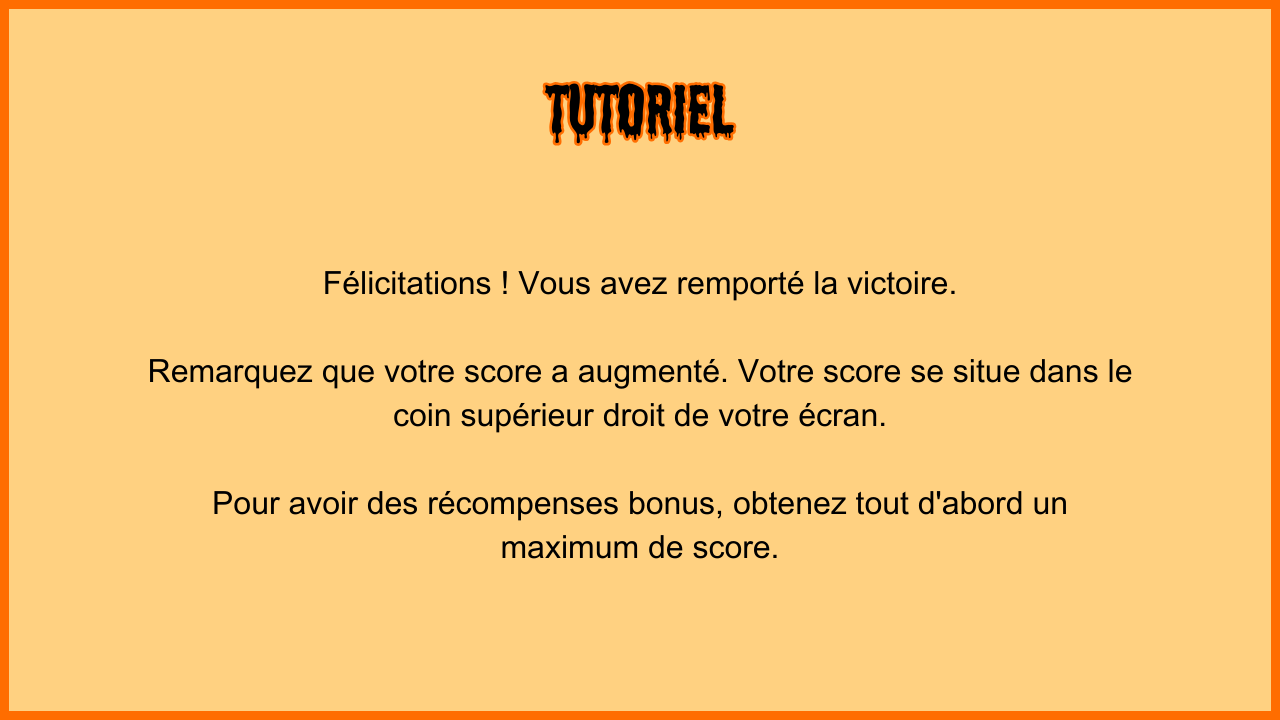 TUTORIEL
Félicitations ! Vous avez remporté la victoire.
Remarquez que votre score a augmenté. Votre score se situe dans le
coin supérieur droit de votre écran.
Pour avoir des récompenses bonus, obtenez tout d'abord un
maximum de score.